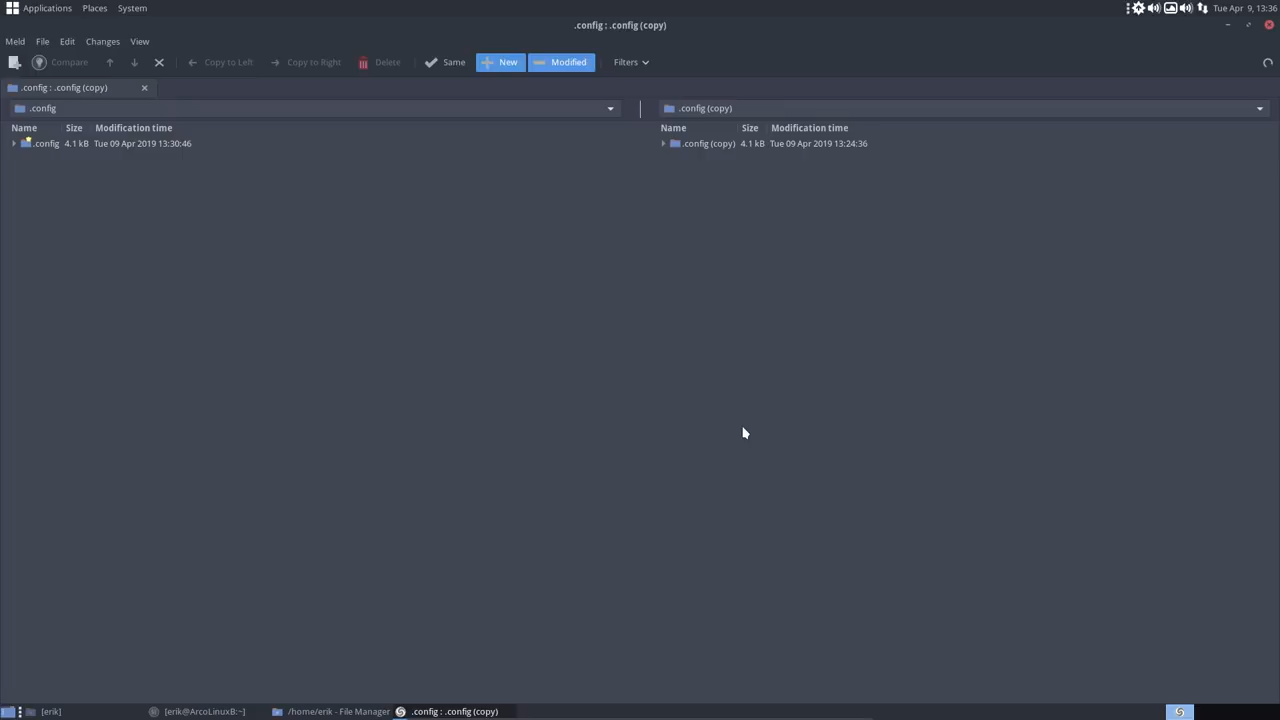 Applications Places System Tue Apr 9, 13:36
.config : .config (copy)
Meld File Edit Changes View
Compare Copy to Left Copy to Right Delete Same New Modified Filters
.config : .config (copy)
.config .config (copy)
Name Size Modification time Name Size Modification time
.config 4.1 kB Tue 09 Apr 2019 13:30:46 .config (copy) 4.1 kB Tue 09 Apr 2019 13:24:36
[erik] [erik@ArcoLinuxB:~] /home/erik - File Manager .config : .config (copy)